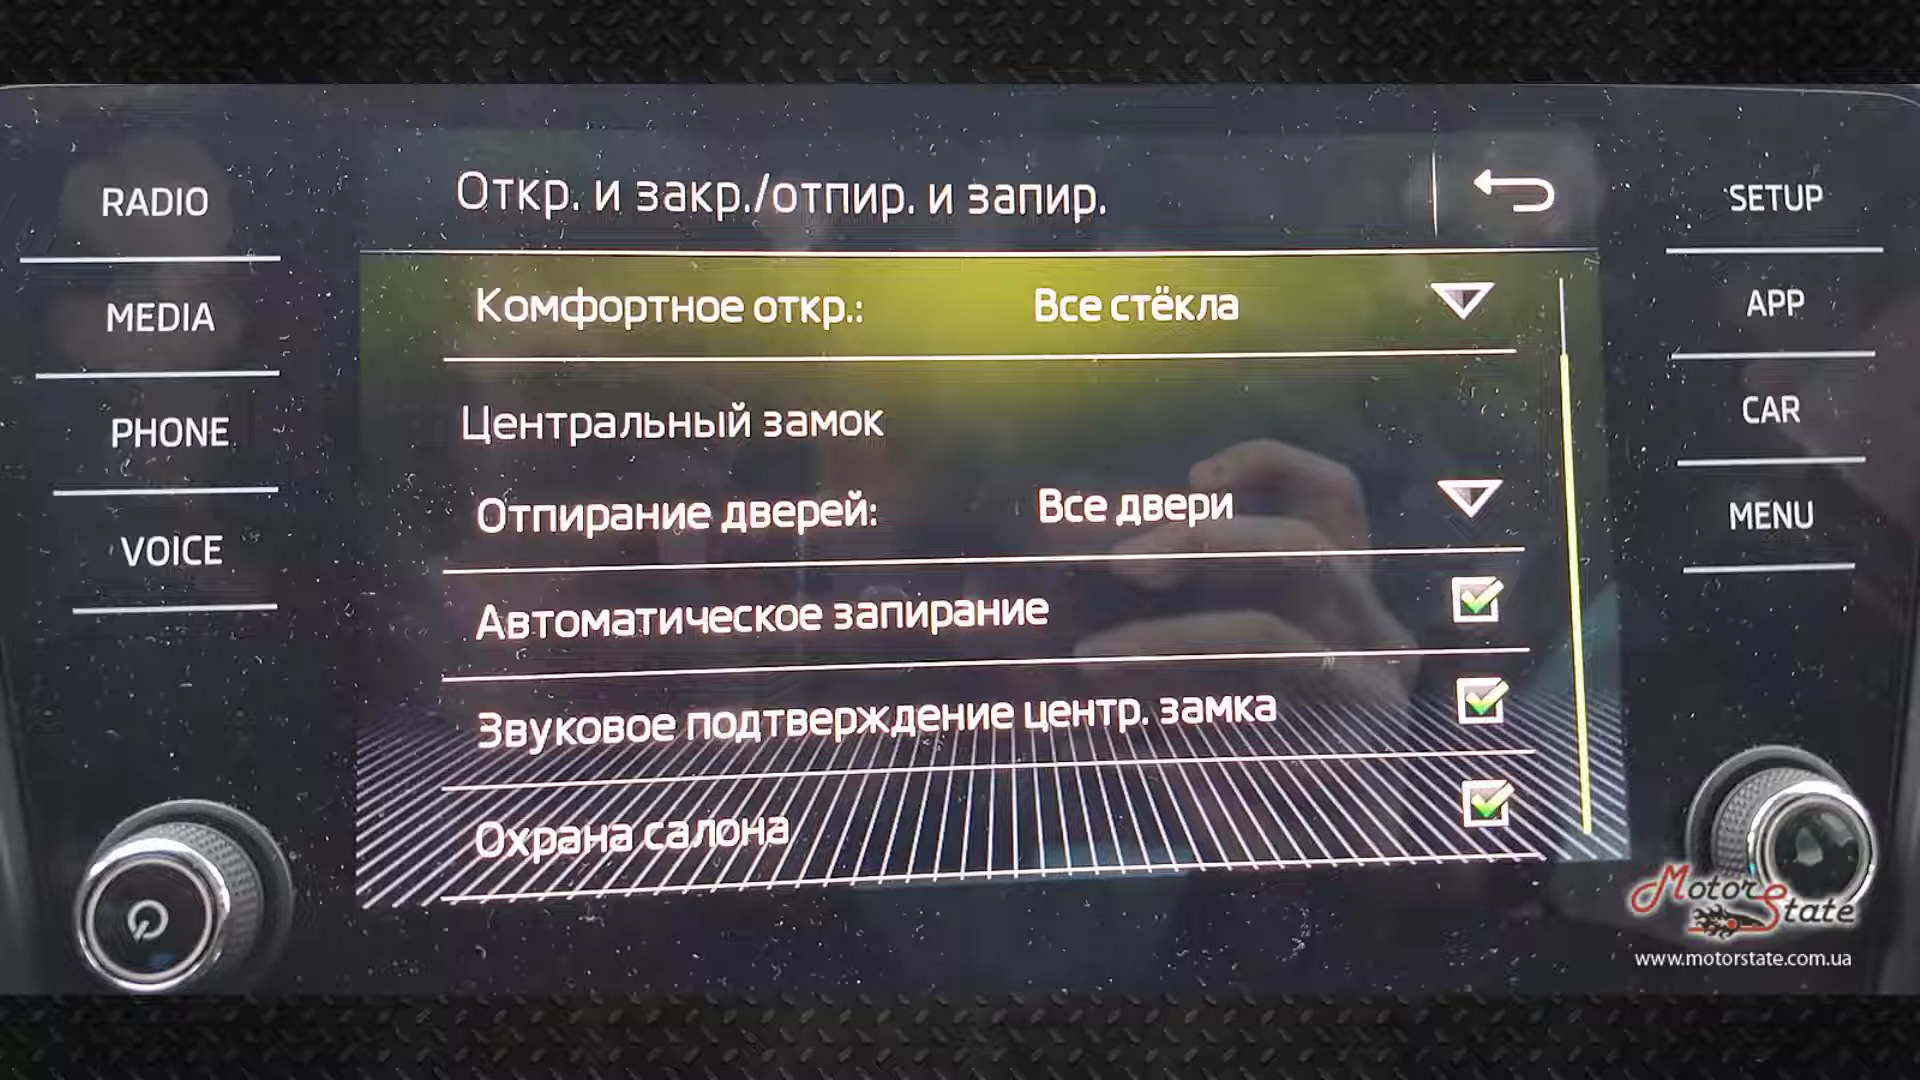 RADIO
MEDIA
PHONE
VOICE
Откр. и закр./отпир. и запир.
Комфортное откр.: Все стёкла
Центральный замок
Отпирание дверей: Все двери
Автоматическое запирание
Звуковое подтверждение центр. замка
Охрана салона
SETUP
APP
CAR
MENU
Motor State
www.motorstate.com.ua